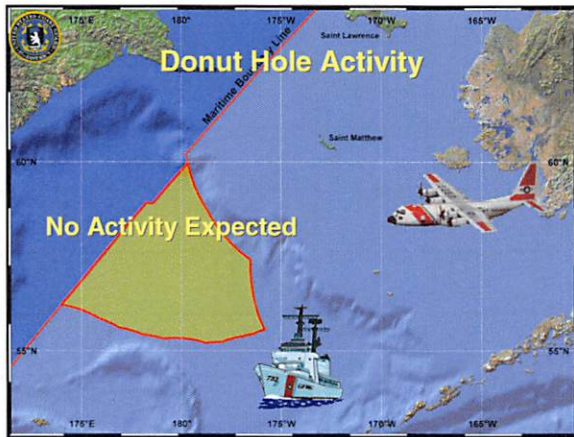 175°E
180°
175°W
170°W
165°W
Saint Lawrence
Donut Hole Activity
Maritime Boundary Line
Saint Matthew
60°N
60°N
No Activity Expected
55°N
55°N
175°E
180°
175°W
170°W
165°W